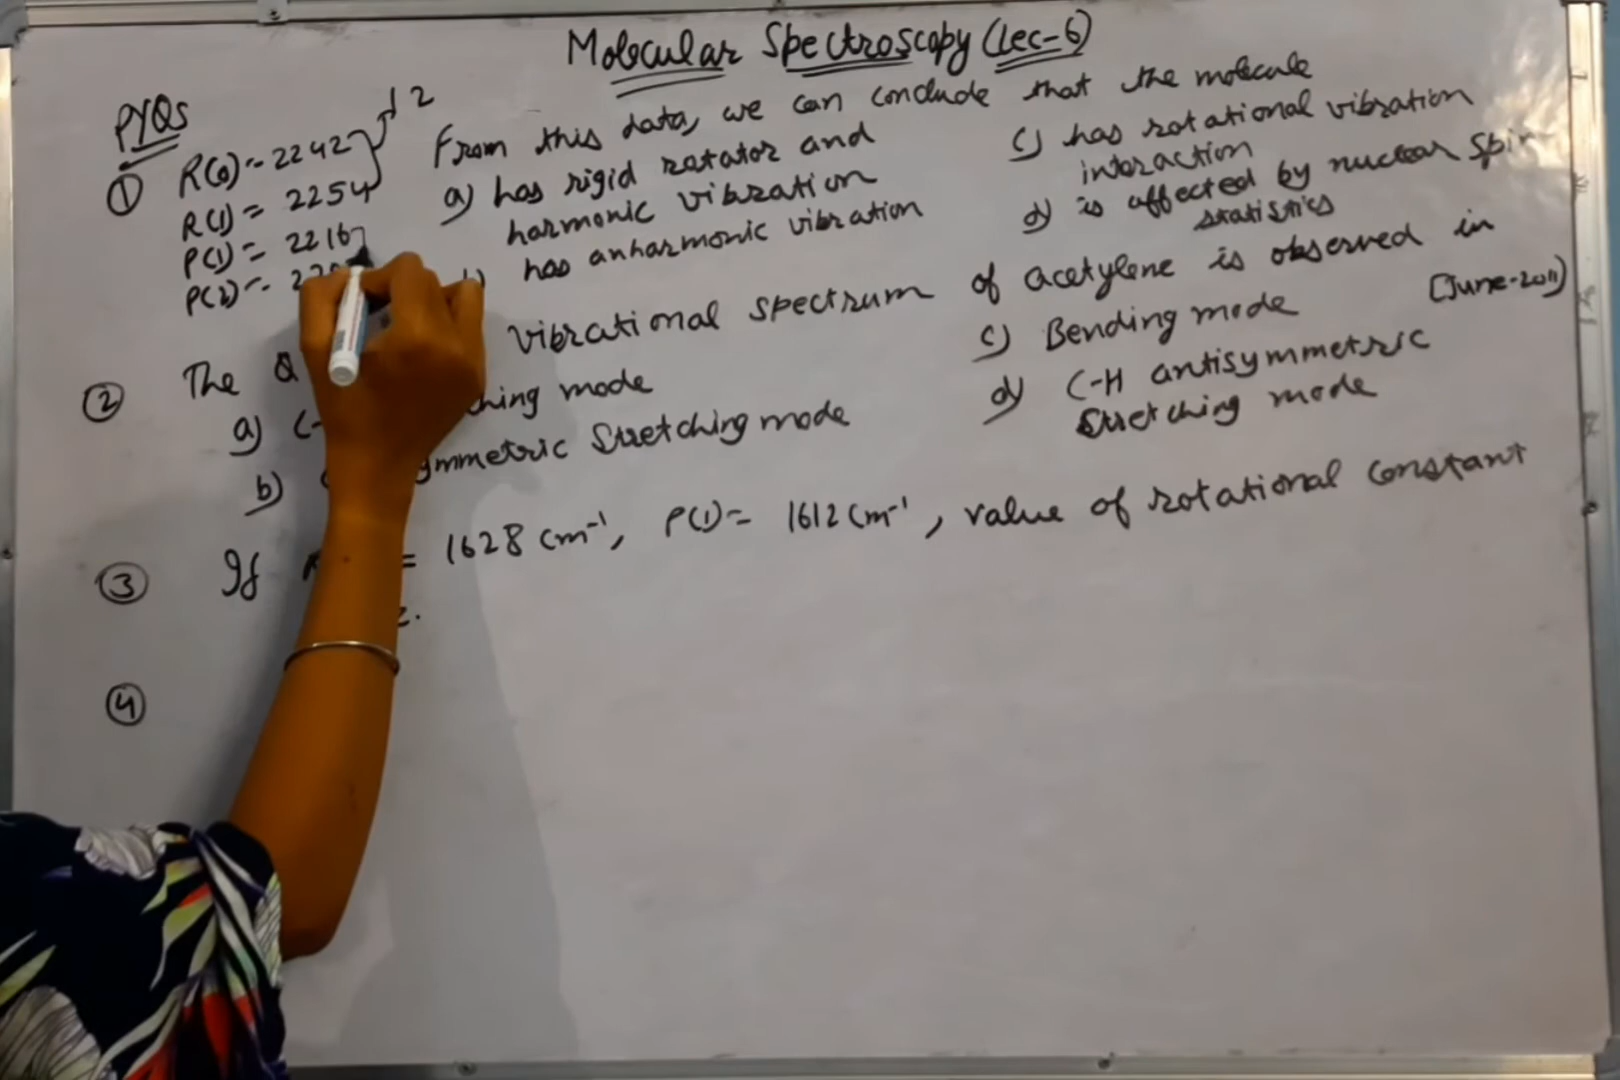 Molecular Spectroscopy (Lec-6)
PYQs
① R(0)= 2242
R(1)= 2254
P(1)= 2216
P(2)=
12
From this data, we can conclude that the molecule
a) has rigid rotator and
harmonic vibration
has anharmonic vibration
c) has rotational vibration
interaction
d) is affected by nuclear spin
statistics
② The Q vibrational spectrum of acetylene is observed in
[June-2011]
mode
b) Stretching mode
c) Bending mode
d) C-H antisymmetric
Stretching mode
③ If = 1628 cm⁻¹, P(1)= 1612 cm⁻¹, value of rotational constant
④